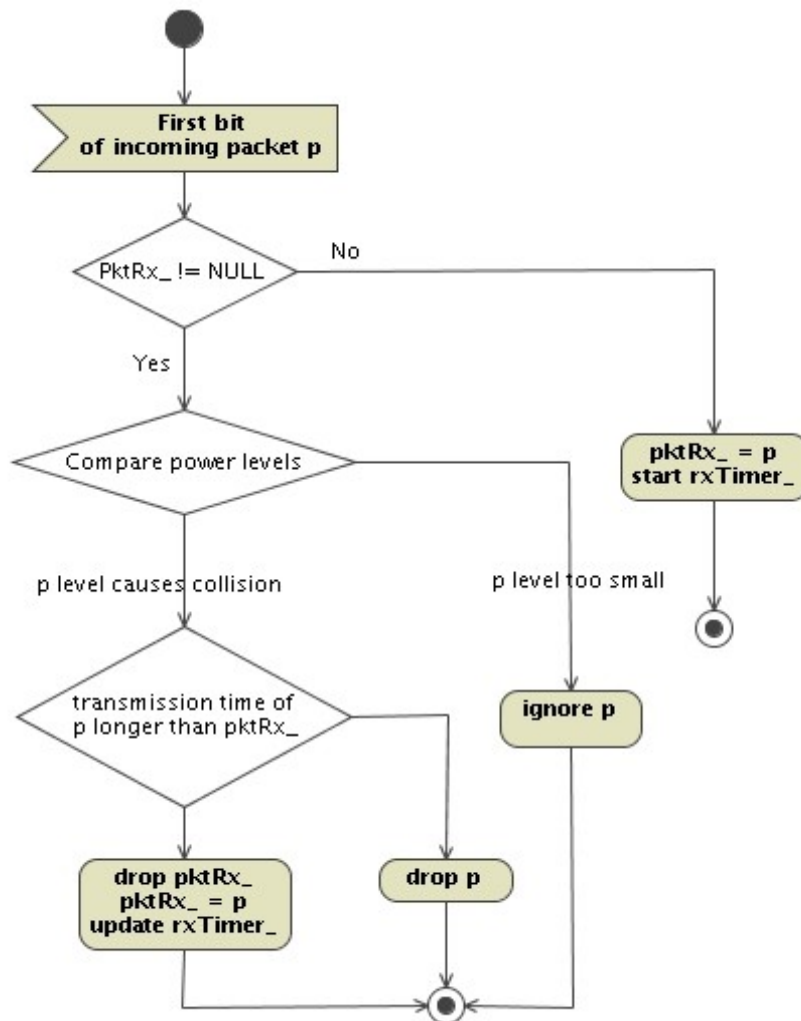 First bit
of incoming packet p
PktRx_ != NULL
No
Yes
Compare power levels
pktRx_ = p
start rxTimer_
p level causes collision
p level too small
transmission time of
p longer than pktRx_
ignore p
drop pktRx_
pktRx_ = p
update rxTimer_
drop p